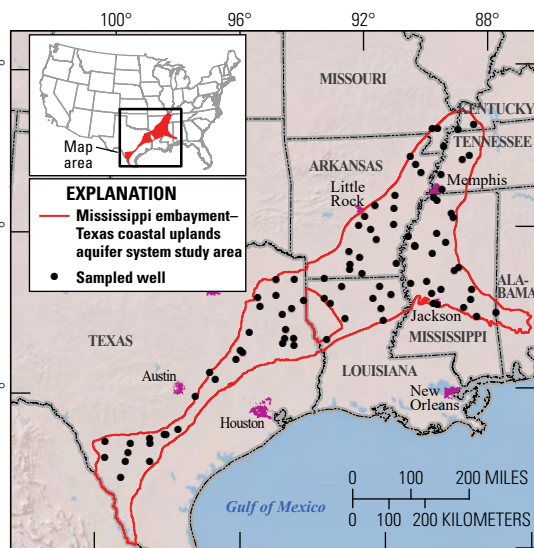 100°
96°
92°
88°
MISSOURI
KENTUCKY
TENNESSEE
Map
area
ARKANSAS
Little
Rock
Memphis
EXPLANATION
Mississippi embayment–
Texas coastal uplands
aquifer system study area
Sampled well
ALA-
BAMA
Jackson
TEXAS
MISSISSIPPI
LOUISIANA
Austin
New
Orleans
Houston
0 200 MILES
0 100 200 KILOMETERS
Gulf of Mexico